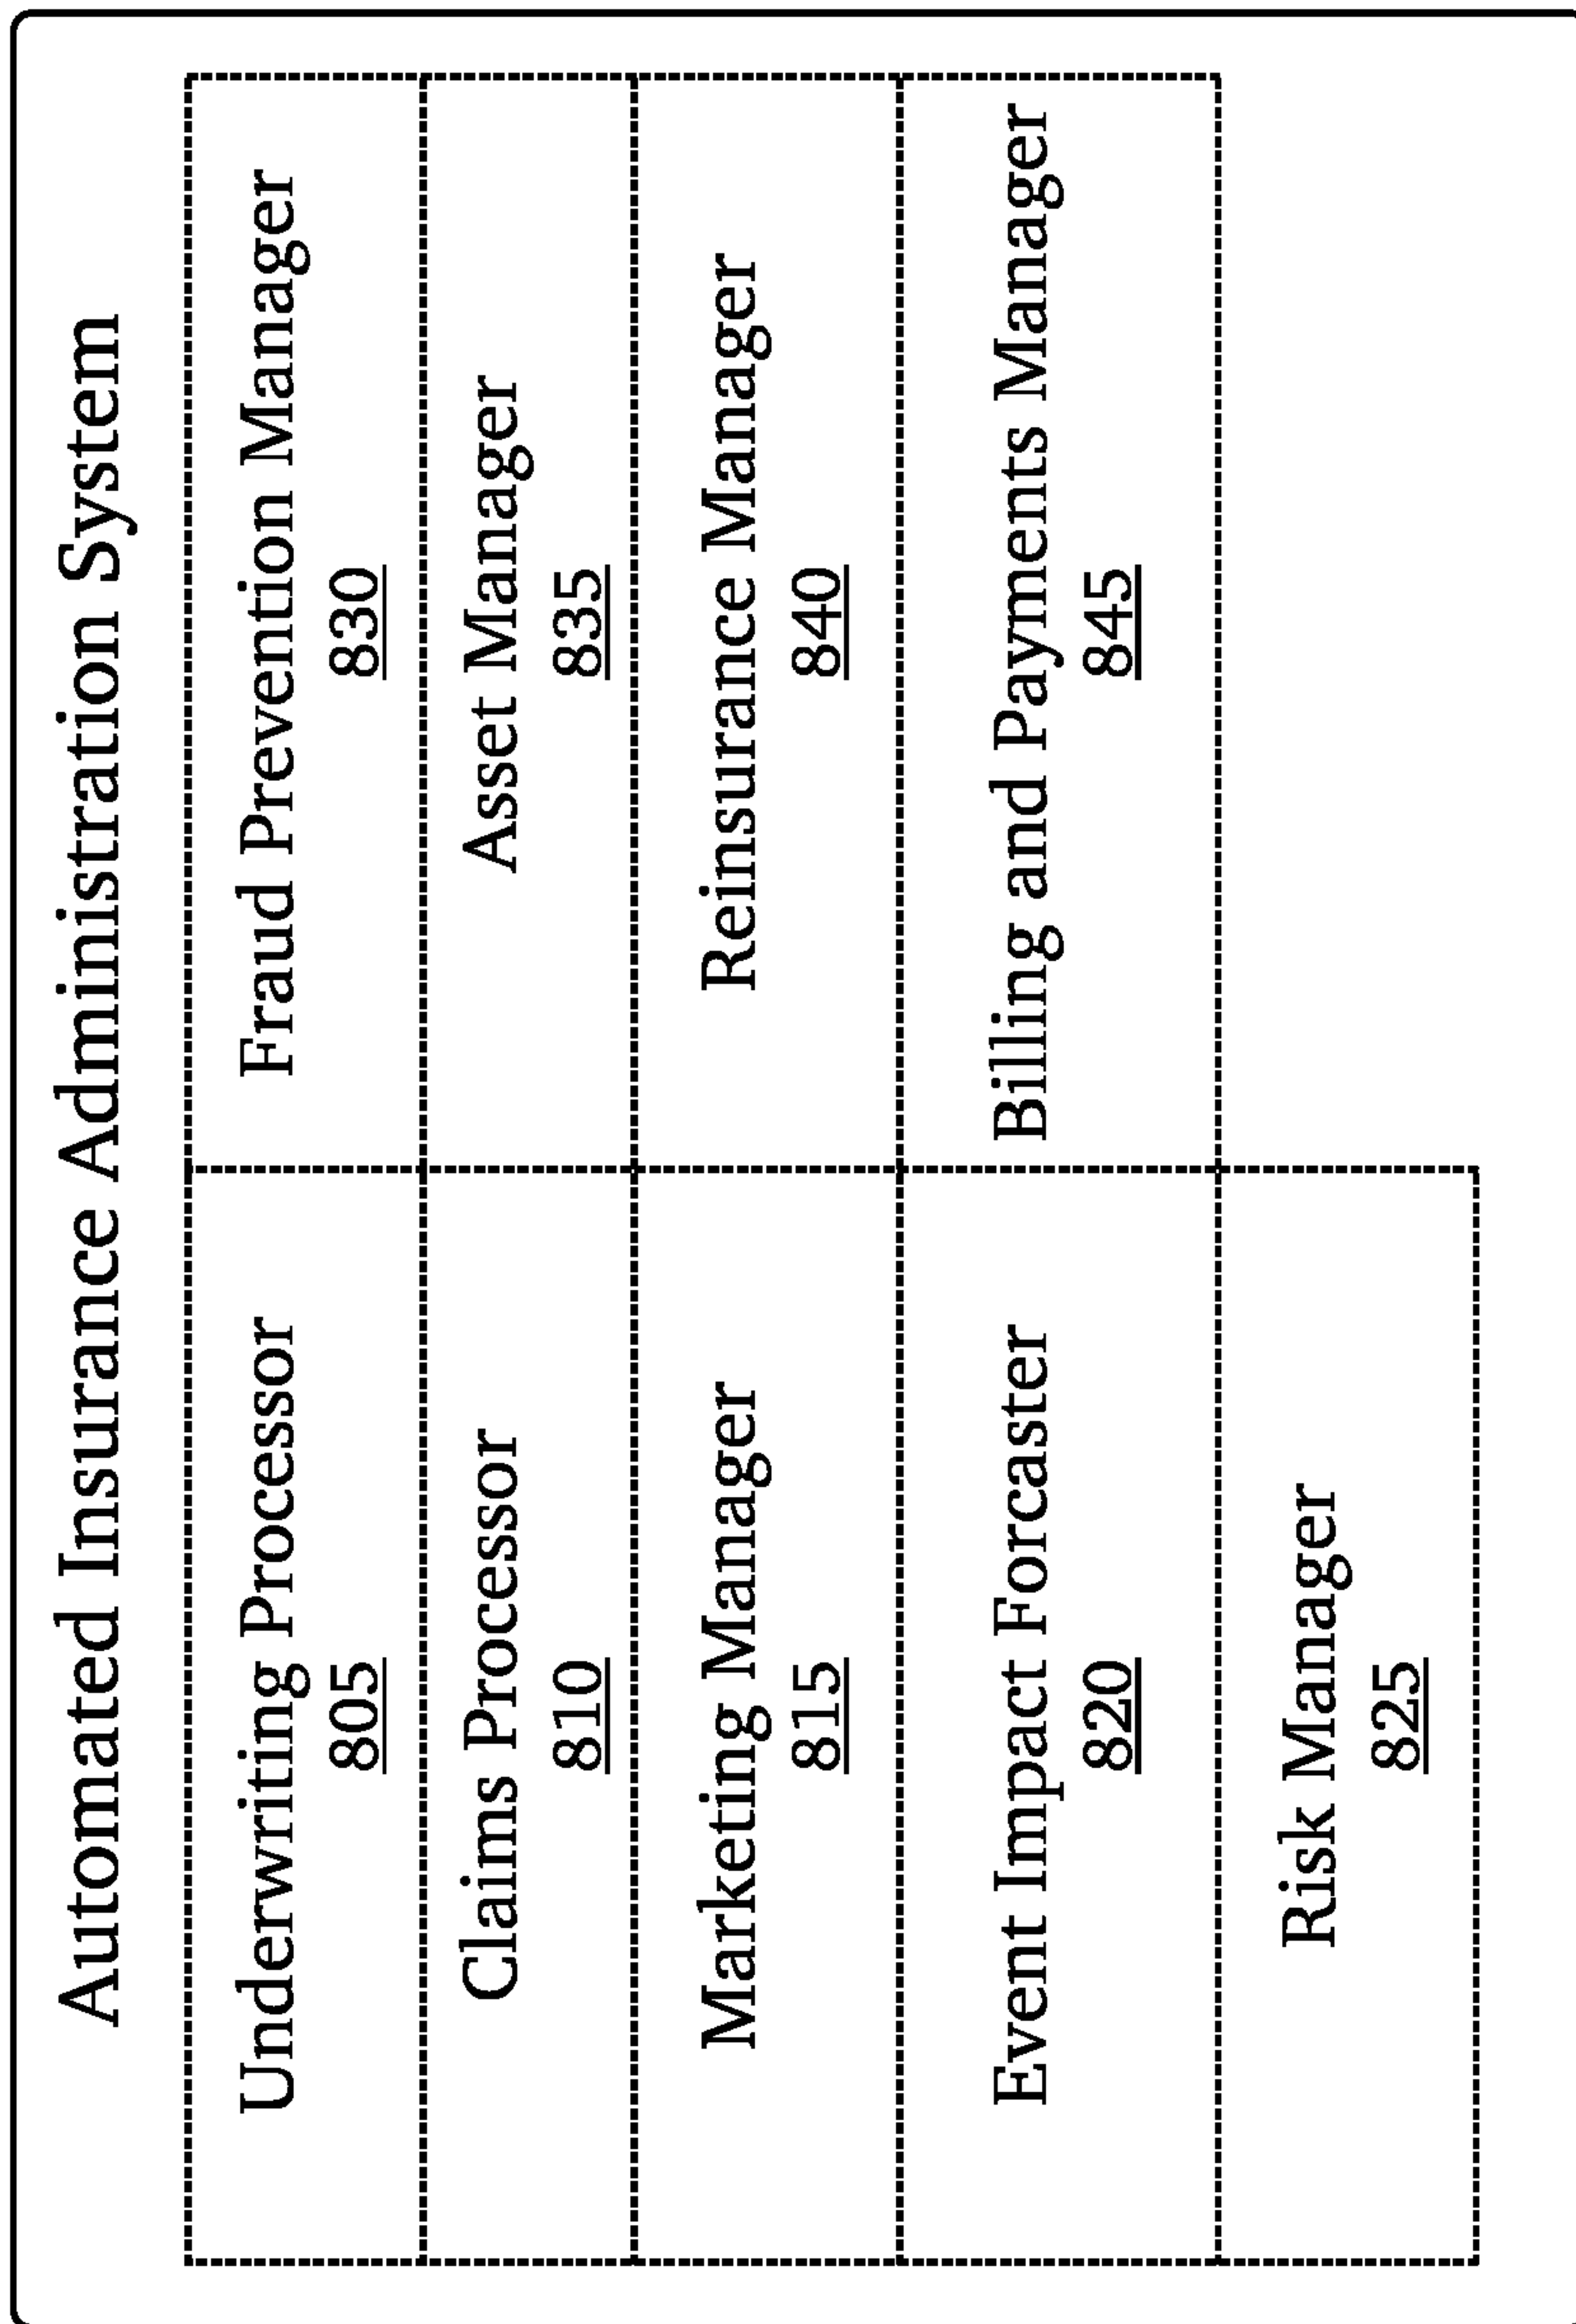 Automated Insurance Administration System
Underwriting Processor
805
Claims Processor
810
Marketing Manager
815
Event Impact Forcaster
820
Risk Manager
825
Fraud Prevention Manager
830
Asset Manager
835
Reinsurance Manager
840
Billing and Payments Manager
845